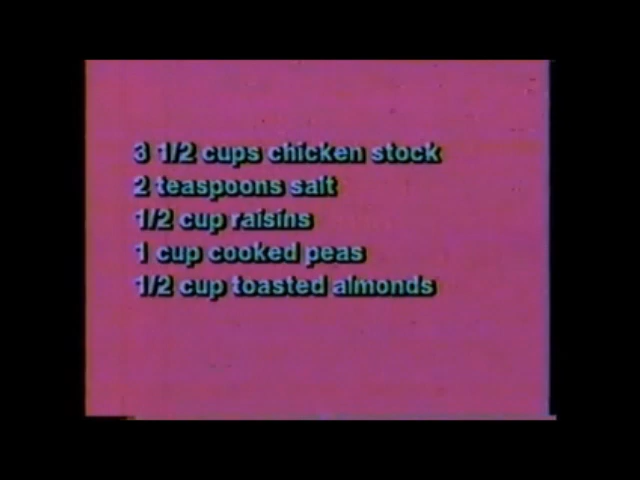 3 1/2 cups chicken stock
2 teaspoons salt
1/2 cup raisins
1 cup cooked peas
1/2 cup toasted almonds